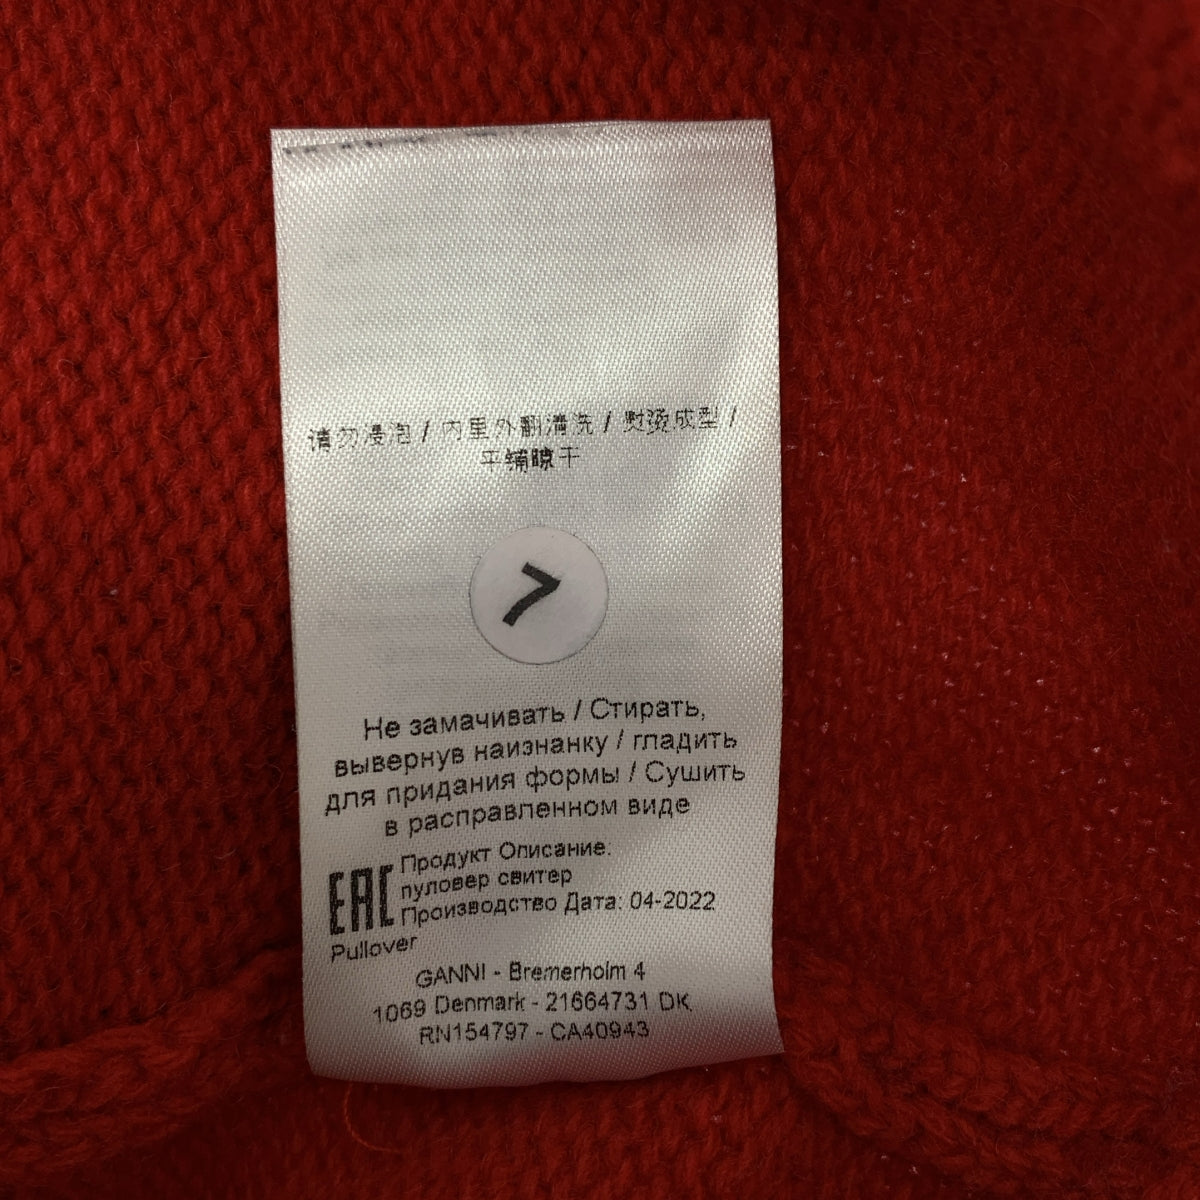 请勿浸泡 / 内里外翻清洗 / 熨烫成型 /
平铺晾干
7
Не замачивать / Стирать,
вывернув наизнанку / гладить
для придания формы / Сушить
в расправленном виде
EAC
Продукт Описание:
пуловер свитер
Производство Дата: 04-2022
Pullover
GANNI - Bremerholm 4
1069 Denmark - 21664731 DK
RN154797 - CA40943